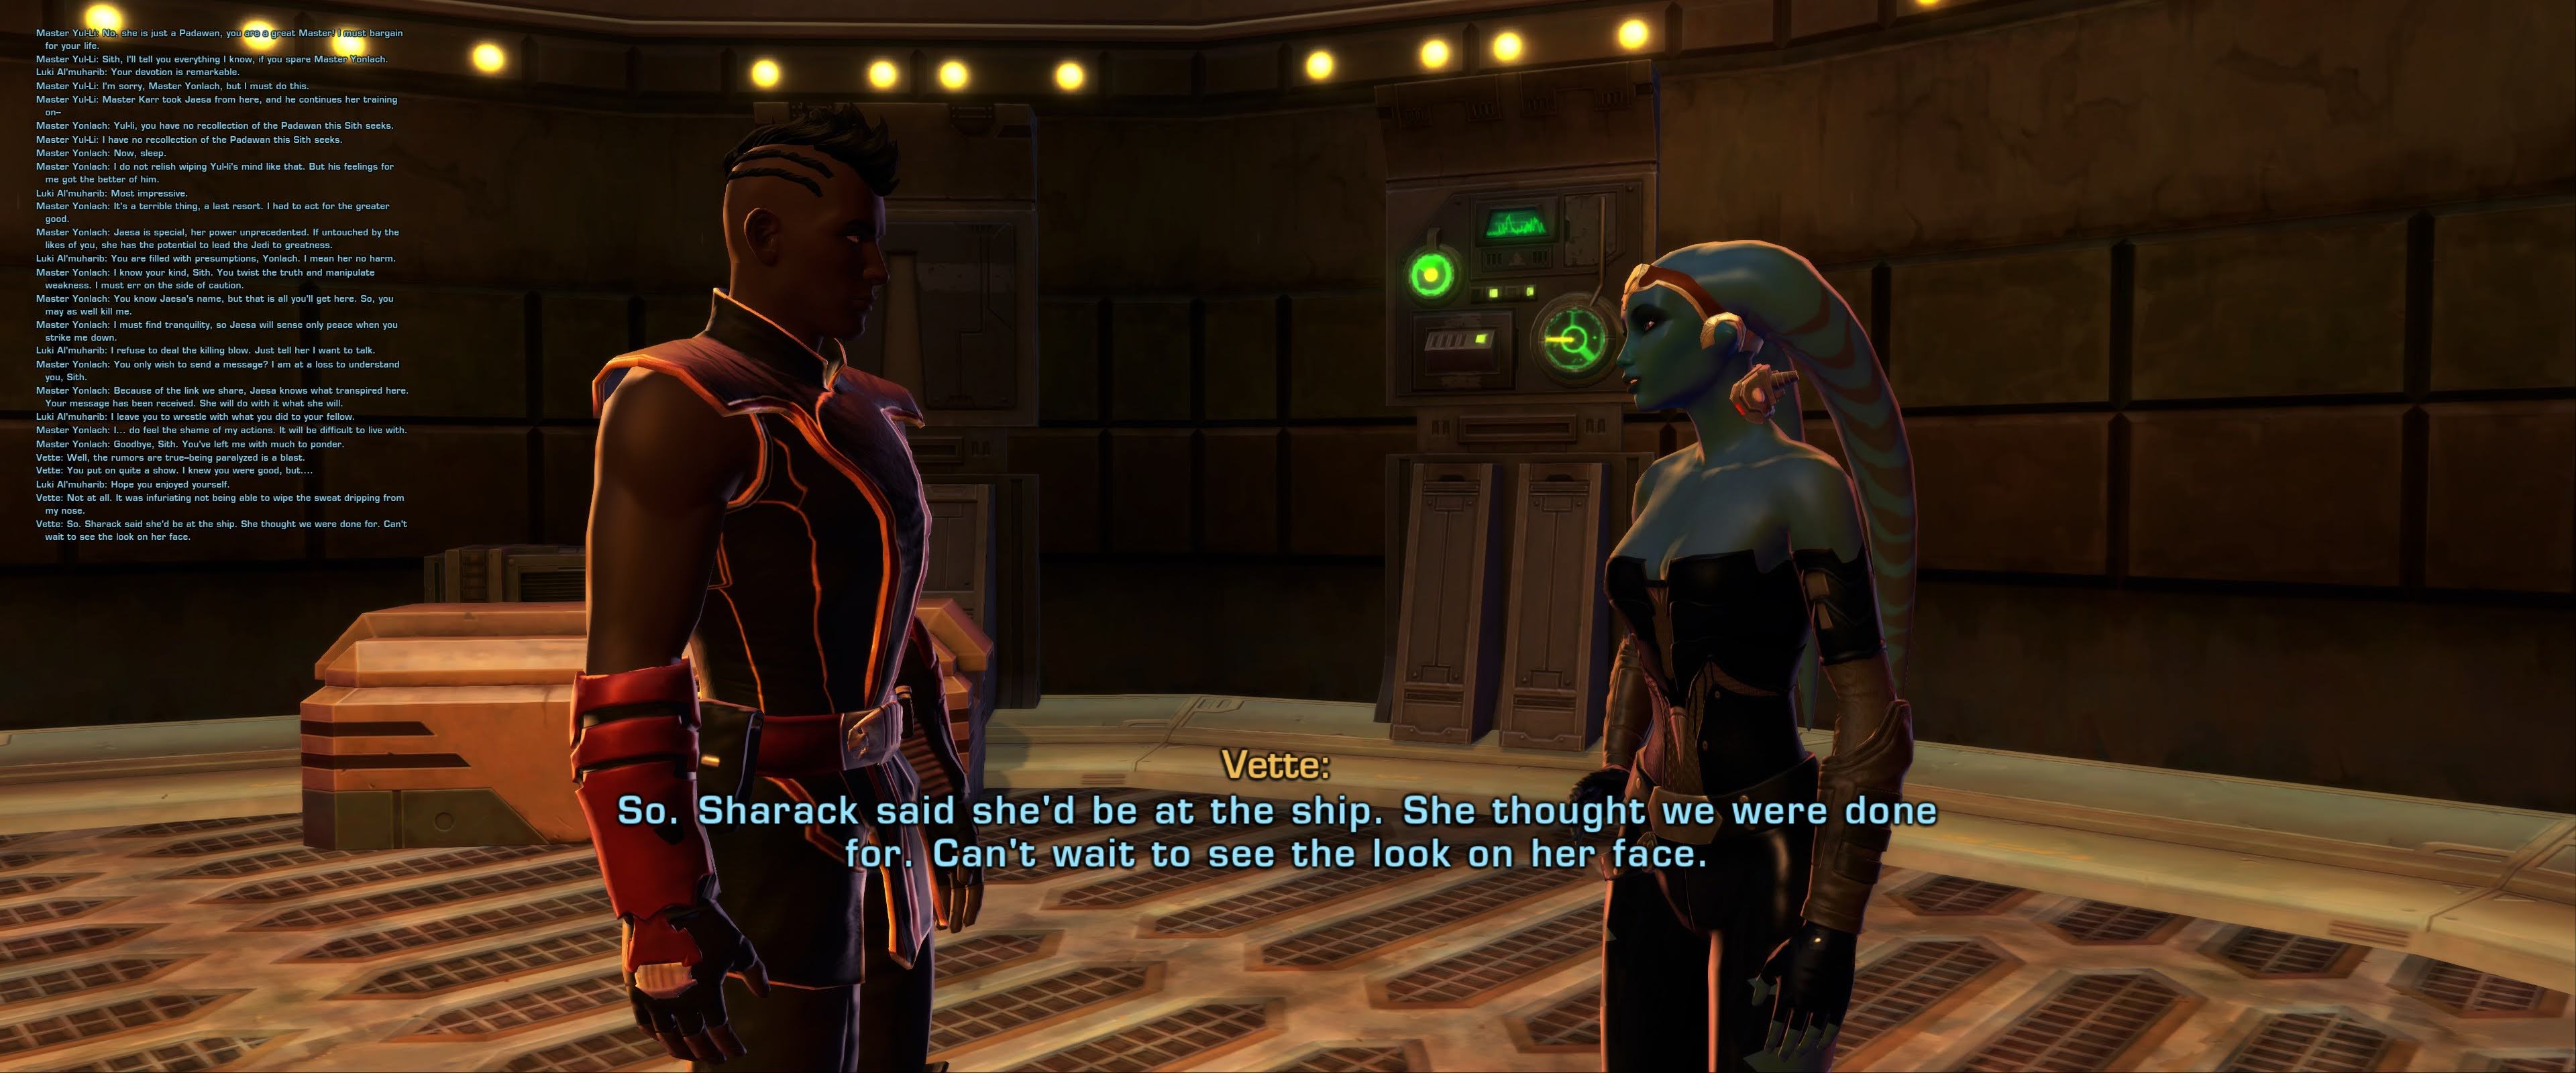 Master Yul-Li: No, she is just a Padawan, you are a great Master! I must bargain
for your life.
Master Yul-Li: Sith, I'll tell you everything I know, if you spare Master Yonlach.
Luki Al'muharib: Your devotion is remarkable.
Master Yul-Li: I'm sorry, Master Yonlach, but I must do this.
Master Yul-Li: Master Karr took Jaesa from here, and he continues her training
on–
Master Yonlach: Yul-li, you have no recollection of the Padawan this Sith seeks.
Master Yul-Li: I have no recollection of the Padawan this Sith seeks.
Master Yonlach: Now, sleep.
Master Yonlach: I do not relish wiping Yul-li's mind like that. But his feelings for
me got the better of him.
Luki Al'muharib: Most impressive.
Master Yonlach: It's a terrible thing, a last resort. I had to act for the greater
good.
Master Yonlach: Jaesa is special, her power unprecedented. If untouched by the
likes of you, she has the potential to lead the Jedi to greatness.
Luki Al'muharib: You are filled with presumptions, Yonlach. I mean her no harm.
Master Yonlach: I know your kind, Sith. You twist the truth and manipulate
weakness. I must err on the side of caution.
Master Yonlach: You know Jaesa's name, but that is all you'll get here. So, you
may as well kill me.
Master Yonlach: I must find tranquility, so Jaesa will sense only peace when you
strike me down.
Luki Al'muharib: I refuse to deal the killing blow. Just tell her I want to talk.
Master Yonlach: You only wish to send a message? I am at a loss to understand
you, Sith.
Master Yonlach: Because of the link we share, Jaesa knows what transpired here.
Your message has been received. She will do with it what she will.
Luki Al'muharib: I leave you to wrestle with what you did to your fellow.
Master Yonlach: I... do feel the shame of my actions. It will be difficult to live with.
Master Yonlach: Goodbye, Sith. You've left me with much to ponder.
Vette: Well, the rumors are true–being paralyzed is a blast.
Vette: You put on quite a show. I knew you were good, but....
Luki Al'muharib: Hope you enjoyed yourself.
Vette: Not at all. It was infuriating not being able to wipe the sweat dripping from
my nose.
Vette: So. Sharack said she'd be at the ship. She thought we were done for. Can't
wait to see the look on her face.
Vette:
So. Sharack said she'd be at the ship. She thought we were done
for. Can't wait to see the look on her face.